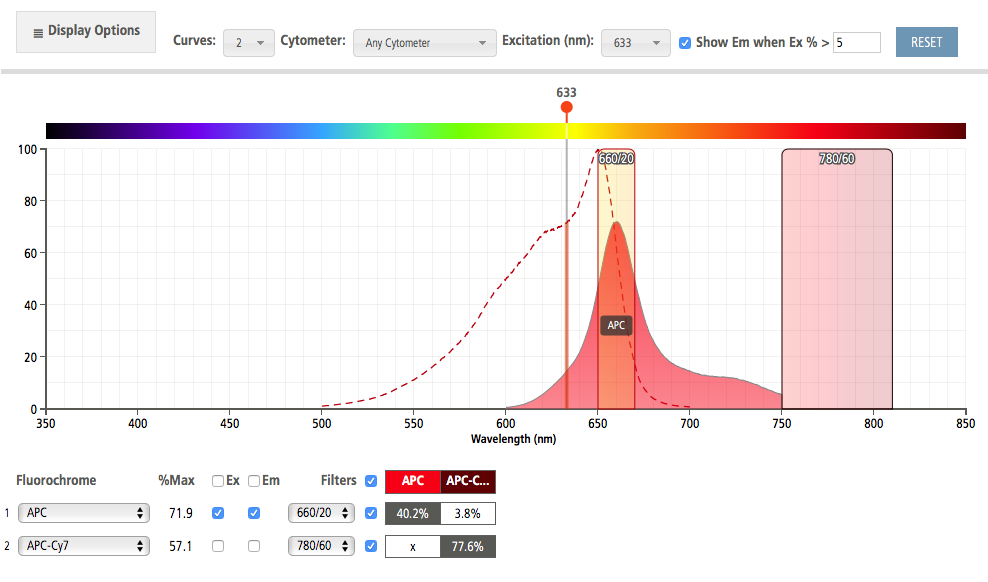 Display Options
Curves: 2 Cytometer: Any Cytometer Excitation (nm): 633 Show Em when Ex % > 5 RESET
633
100
80
60
40
20
0
660/20
780/60
APC
350 400 450 500 550 600 650 700 750 800 850
Wavelength (nm)
Fluorochrome %Max Ex Em Filters APC APC-C...
1 APC 71.9 660/20 40.2% 3.8%
2 APC-Cy7 57.1 780/60 x 77.6%